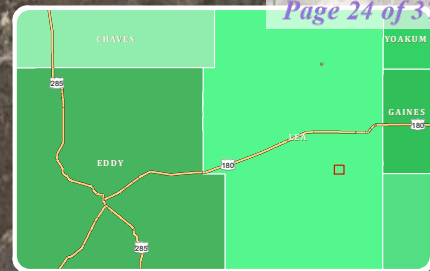 Page 24 of 3
CHAVES
YOAKUM
285
GAINES
180
LEA
EDDY
180
285